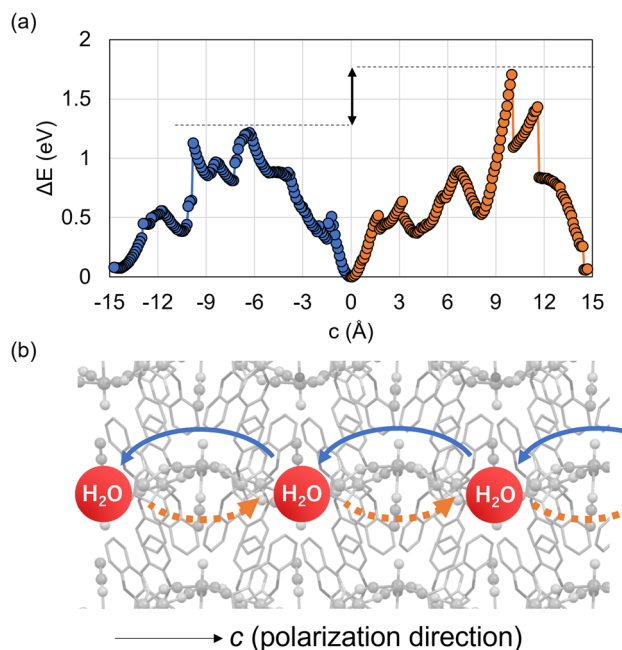 (a)
2
1.5
1
0.5
0
ΔE (eV)
-15 -12 -9 -6 -3 0 3 6 9 12 15
c (Å)
(b)
H₂O H₂O H₂O
c (polarization direction)